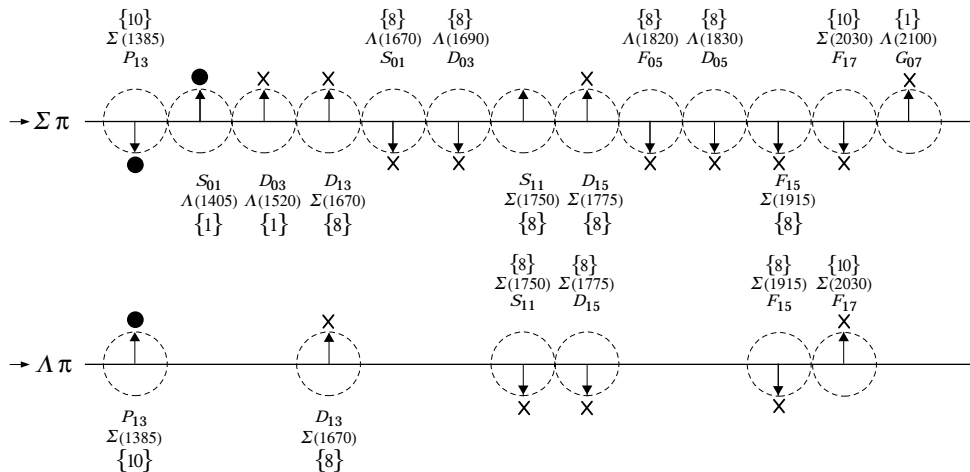 {10} {8} {8} {8} {8} {10} {1}
Σ(1385) Λ(1670) Λ(1690) Λ(1820) Λ(1830) Σ(2030) Λ(2100)
P13 S01 D03 F05 D05 F17 G07
→ Σ π
S01 D03 D13 S11 D15 F15
Λ(1405) Λ(1520) Σ(1670) Σ(1750) Σ(1775) Σ(1915)
{1} {1} {8} {8} {8} {8}
{8} {8} {8} {10}
Σ(1750) Σ(1775) Σ(1915) Σ(2030)
S11 D15 F15 F17
→ Λ π
P13 D13
Σ(1385) Σ(1670)
{10} {8}